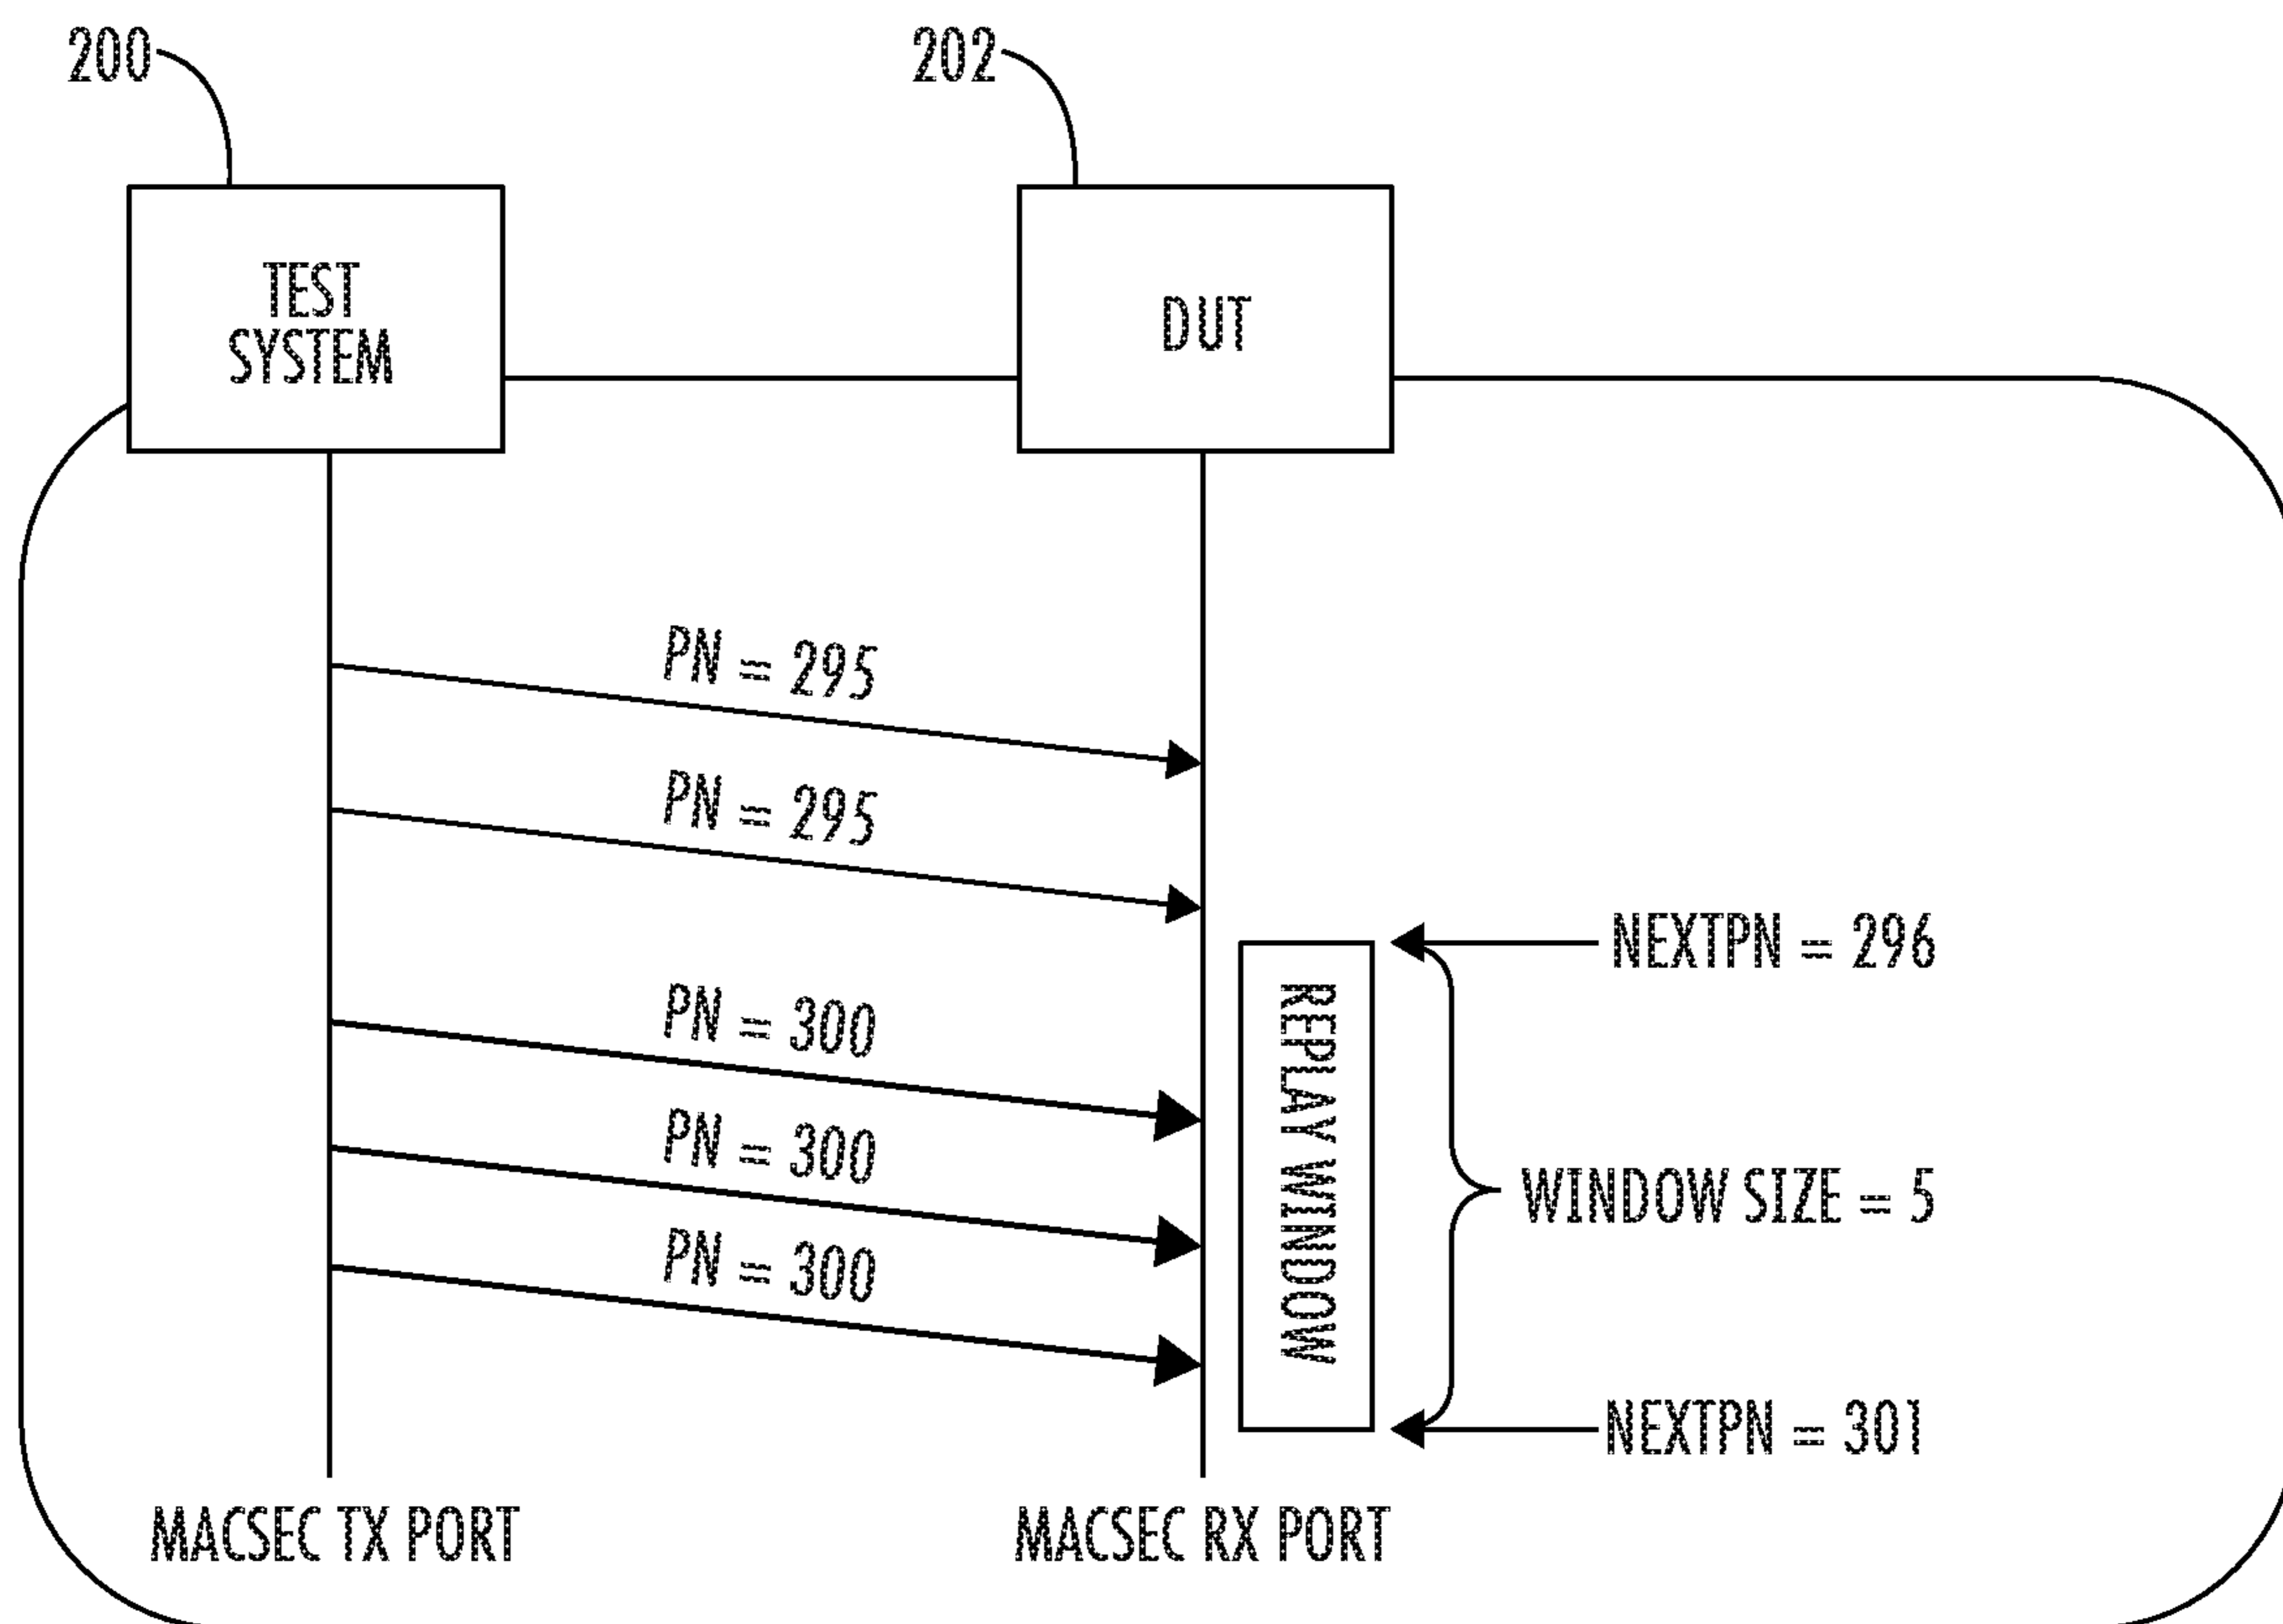 200
202
TEST
SYSTEM
DUT
PN = 295
PN = 295
NEXTPN = 296
PN = 300
PN = 300
PN = 300
REPLAY WINDOW
WINDOW SIZE = 5
NEXTPN = 301
MACSEC TX PORT
MACSEC RX PORT